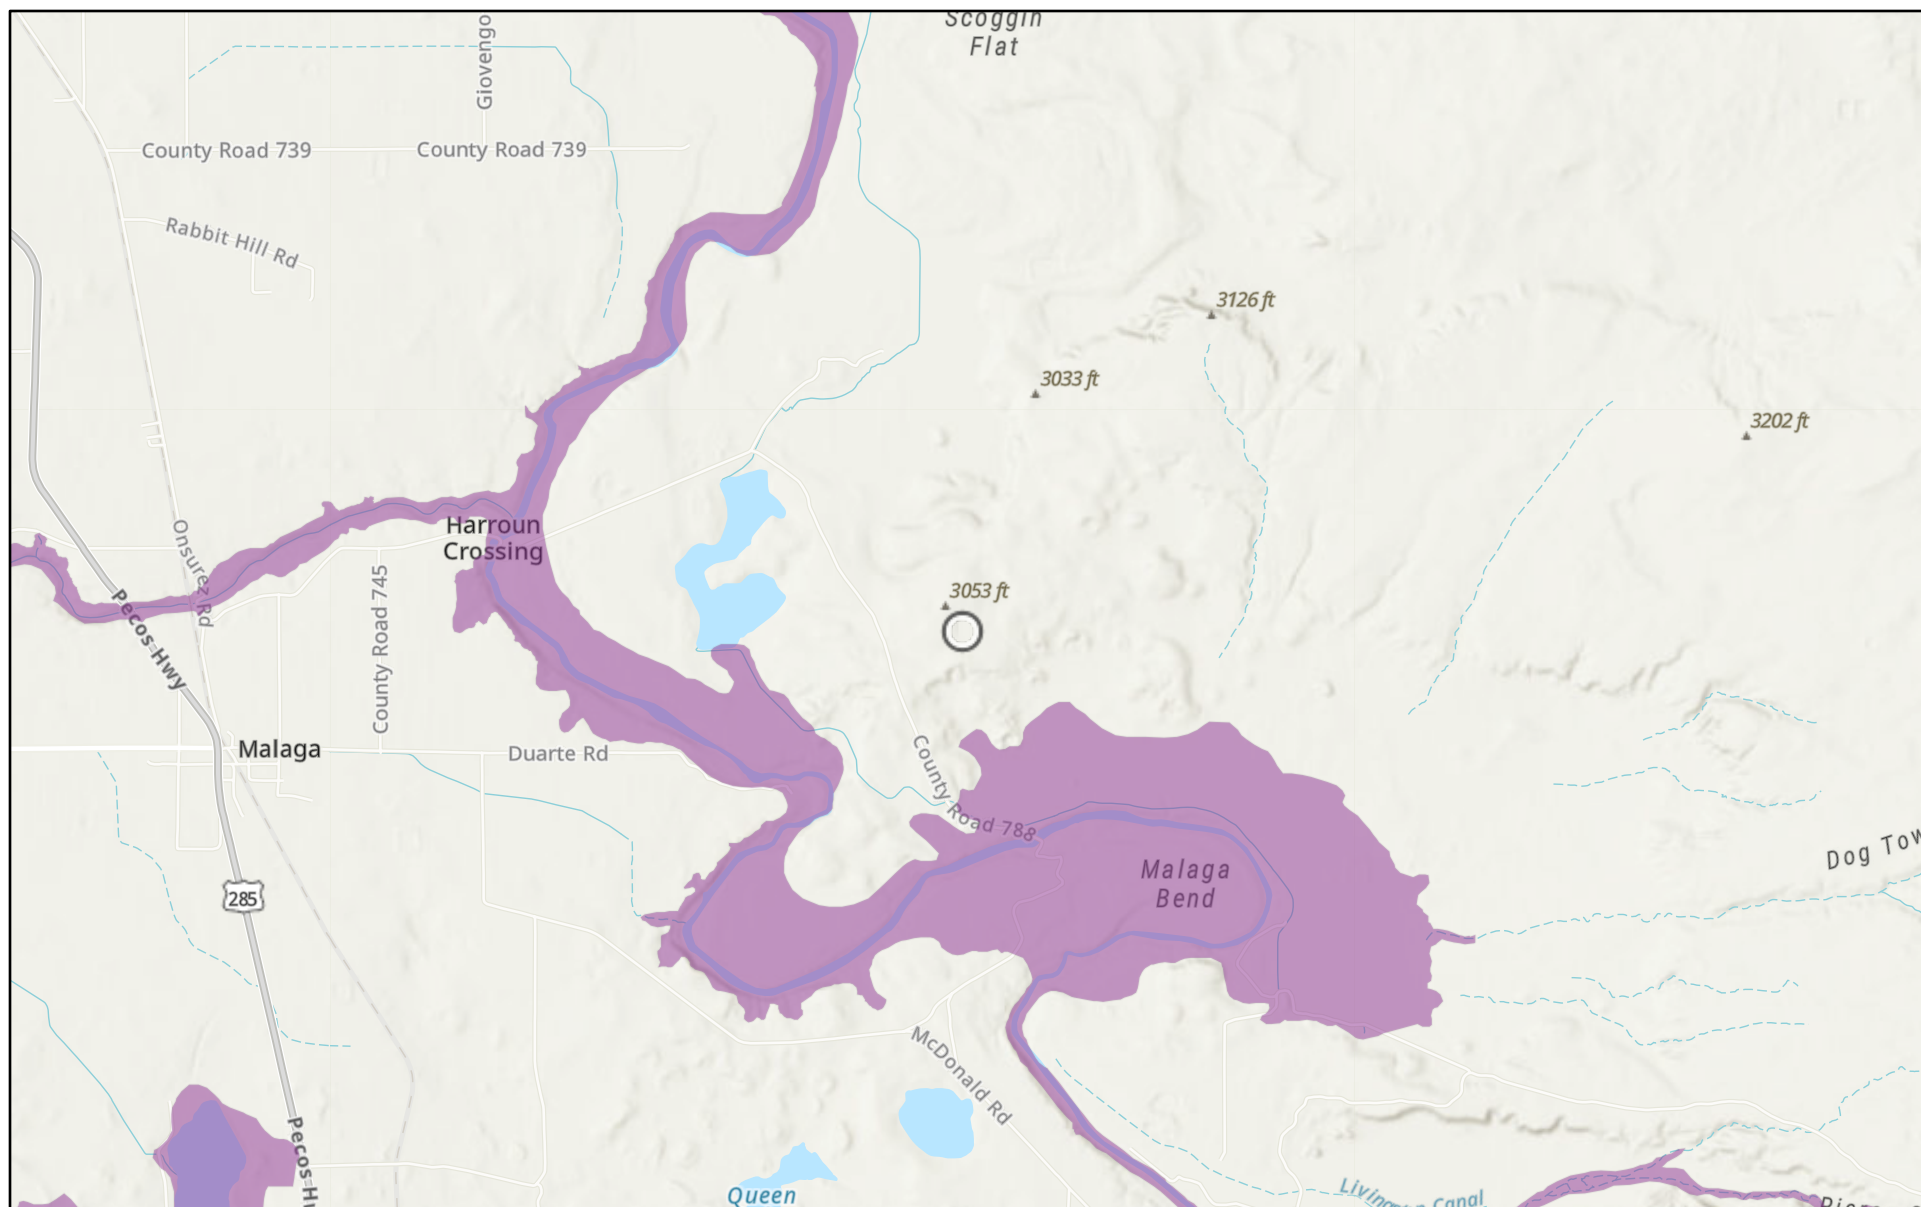 Scoggin
Flat
Giovengo
County Road 739
County Road 739
Rabbit Hill Rd
3126 ft
3033 ft
3202 ft
Onsurez Rd
Harroun
Crossing
County Road 745
3053 ft
Pecos Hwy
Malaga
Duarte Rd
County Road 788
Malaga
Bend
Dog Tow
285
McDonald Rd
Pecos H
Queen
Livingston Canal